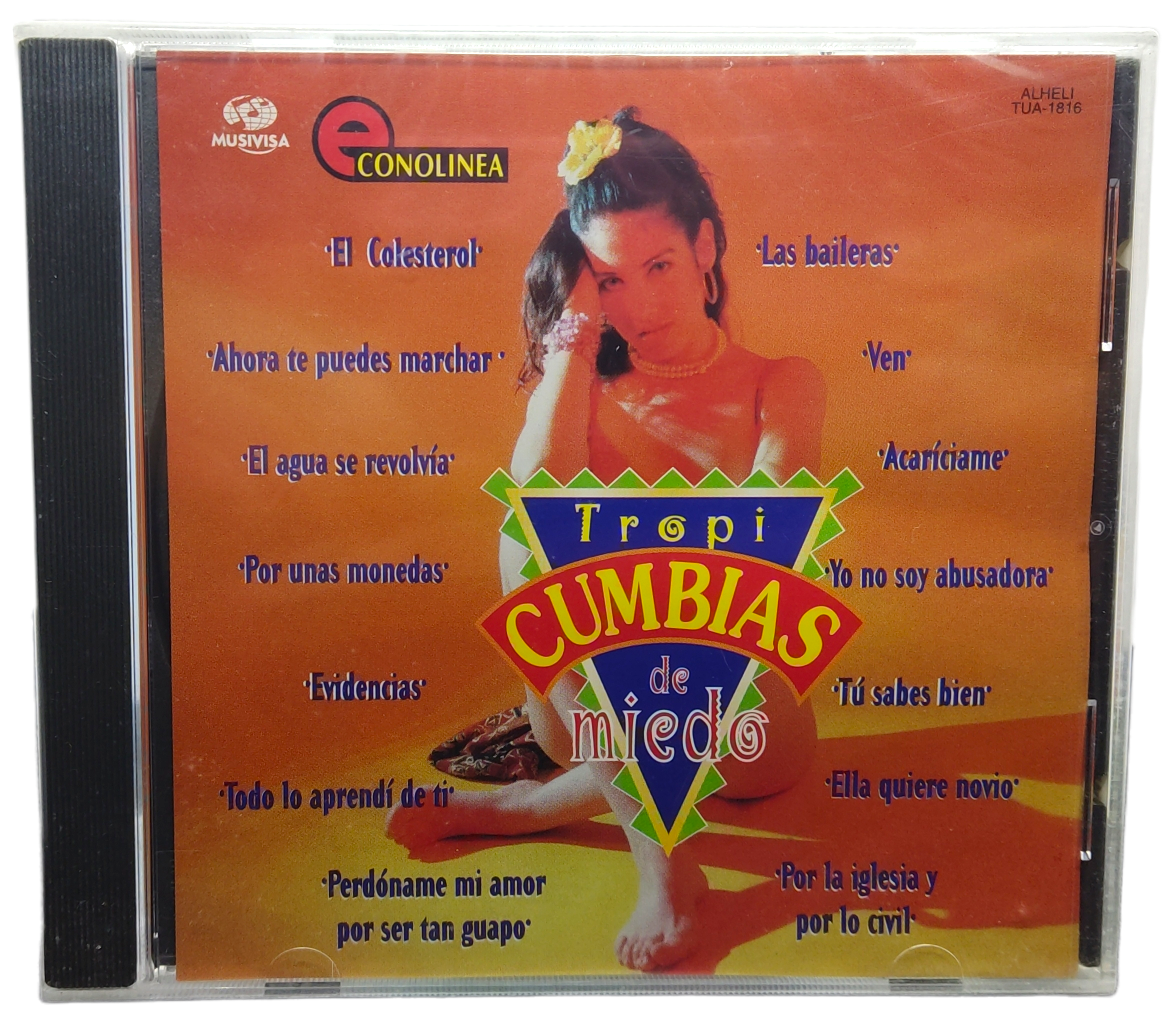 MUSIVISA
eCONOLINEA
ALHELI
TUA-1816
·El Colesterol·
·Las baileras·
·Ahora te puedes marchar·
·Ven·
·El agua se revolvía·
·Acaríciame·
Tropi
CUMBIAS
de
miedo
·Por unas monedas·
·Yo no soy abusadora·
·Evidencias·
·Tú sabes bien·
·Todo lo aprendí de ti·
·Ella quiere novio·
·Perdóname mi amor
por ser tan guapo·
·Por la iglesia y
por lo civil·